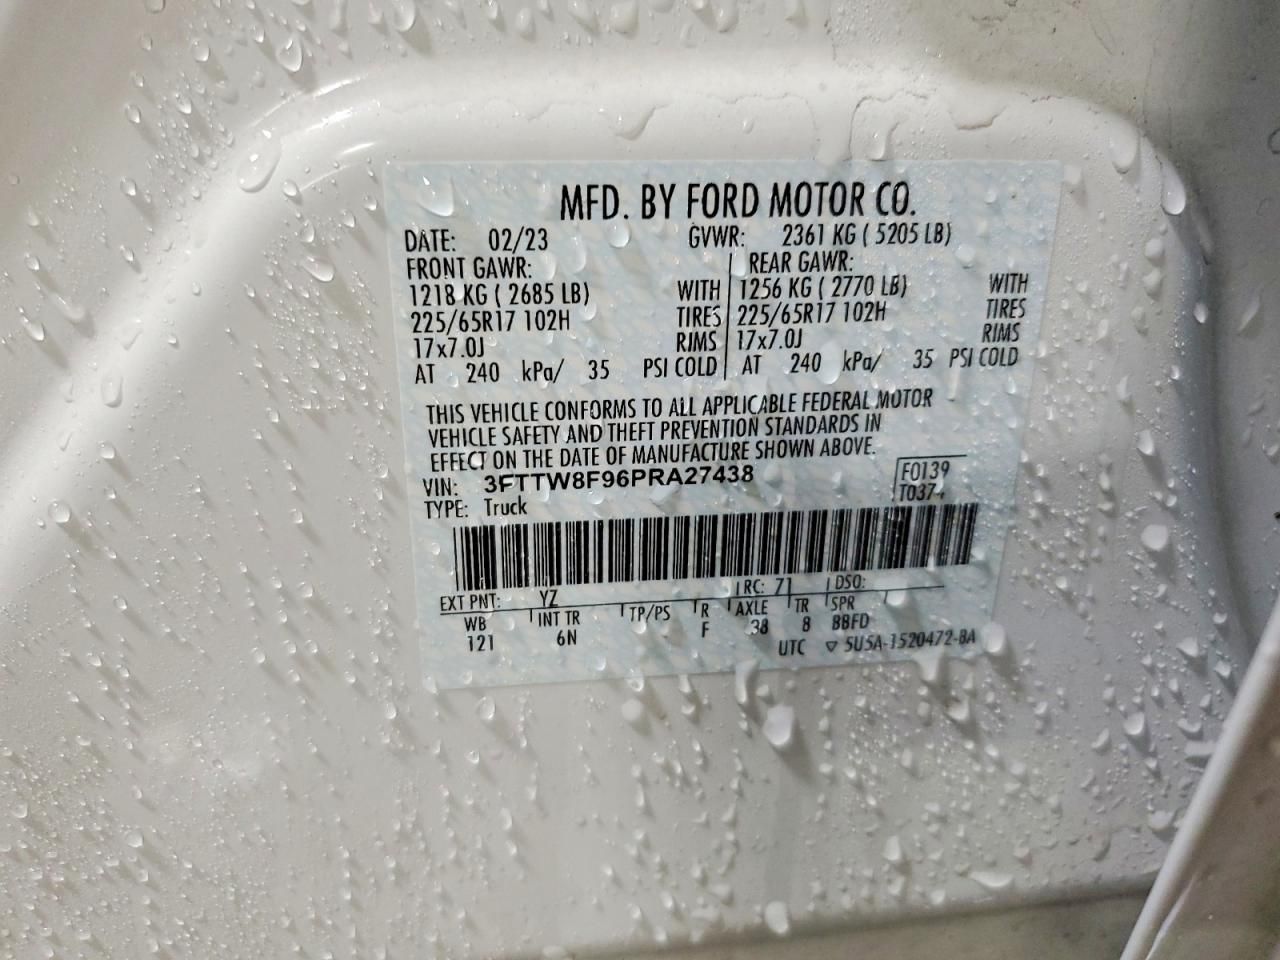 MFD. BY FORD MOTOR CO.
DATE: 02/23 GVWR: 2361 KG ( 5205 LB)
FRONT GAWR: REAR GAWR:
1218 KG ( 2685 LB) WITH 1256 KG ( 2770 LB) WITH
225/65R17 102H TIRES 225/65R17 102H TIRES
17x7.0J RIMS 17x7.0J RIMS
AT 240 kPa/ 35 PSI COLD AT 240 kPa/ 35 PSI COLD
THIS VEHICLE CONFORMS TO ALL APPLICABLE FEDERAL MOTOR
VEHICLE SAFETY AND THEFT PREVENTION STANDARDS IN
EFFECT ON THE DATE OF MANUFACTURE SHOWN ABOVE.
VIN: 3FTTW8F96PRA27438 F0139
TYPE: Truck
EXT PNT: YZ RC: 71 DSO:
WB INT TR TP/PS R AXLE TR SPR
121 6N F 38 8 BBFD
UTC ▽ 5U5A-1520472-BA